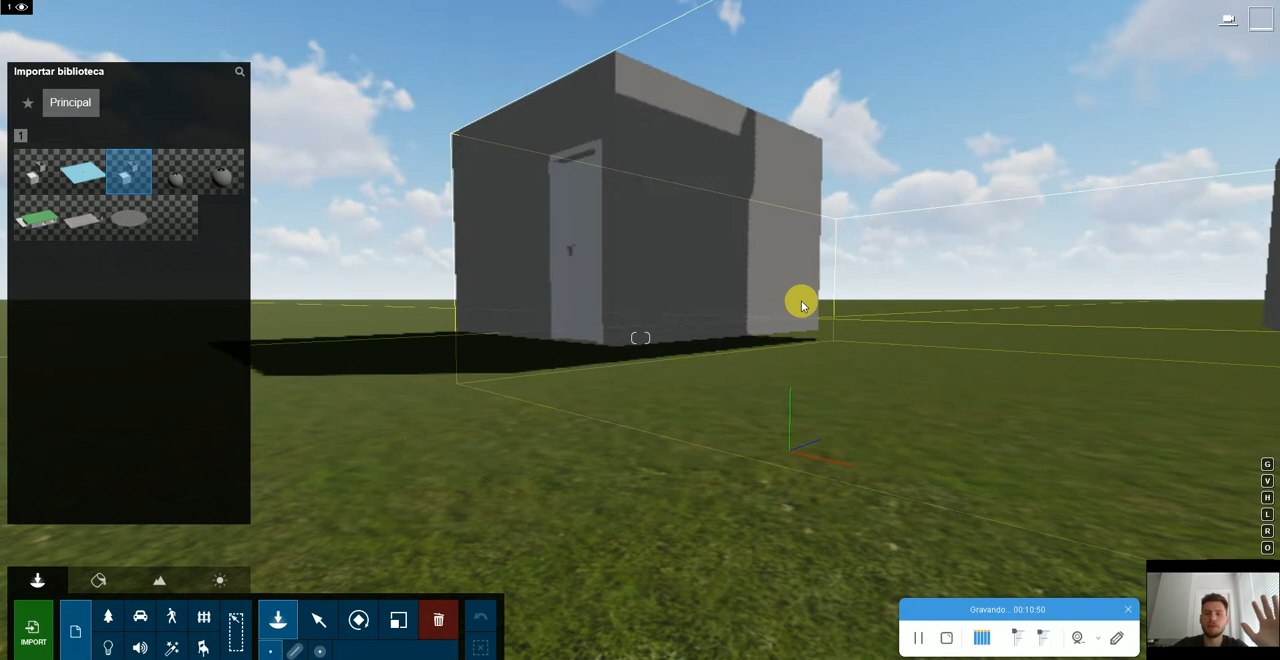 1
Importar biblioteca
Principal
1
G
V
H
L
R
O
IMPORT
Gravando... 00:10:50